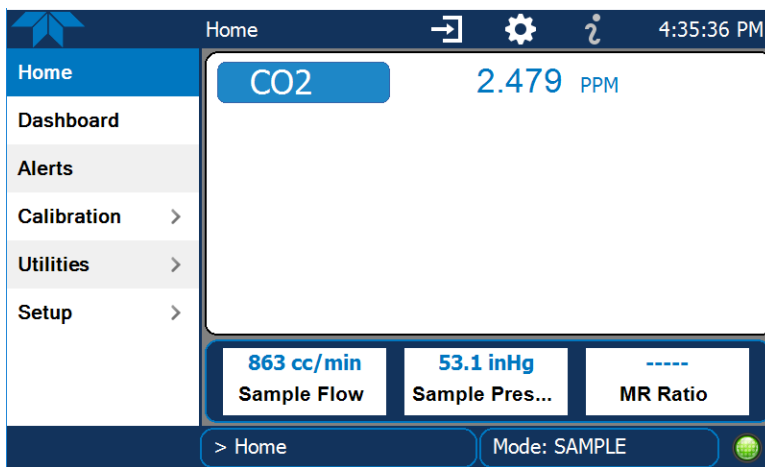 Home
4:35:36 PM
Home
Dashboard
Alerts
Calibration
Utilities
Setup
CO2
2.479 PPM
863 cc/min
Sample Flow
53.1 inHg
Sample Pres...
-----
MR Ratio
> Home
Mode: SAMPLE